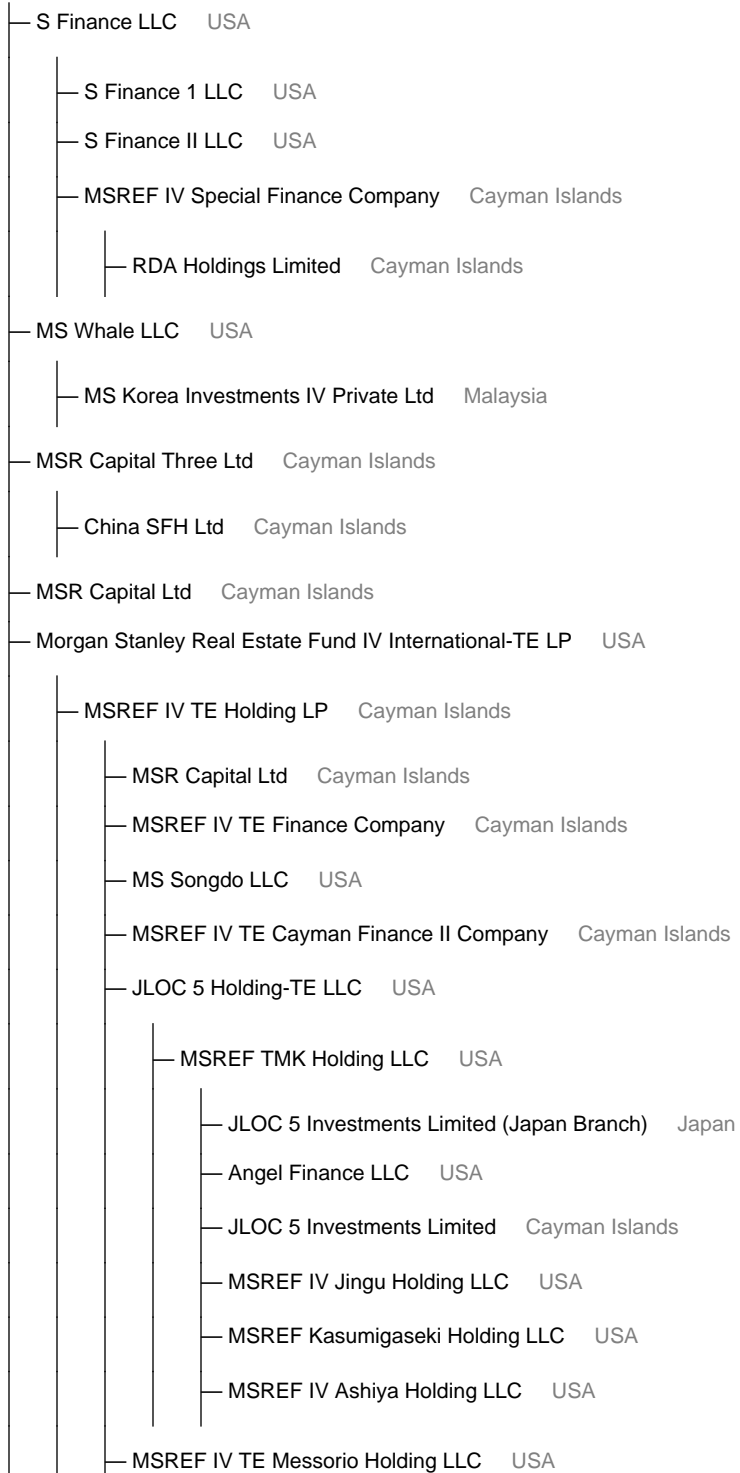 S Finance LLC USA
S Finance 1 LLC USA
S Finance II LLC USA
MSREF IV Special Finance Company Cayman Islands
RDA Holdings Limited Cayman Islands
MS Whale LLC USA
MS Korea Investments IV Private Ltd Malaysia
MSR Capital Three Ltd Cayman Islands
China SFH Ltd Cayman Islands
MSR Capital Ltd Cayman Islands
Morgan Stanley Real Estate Fund IV International-TE LP USA
MSREF IV TE Holding LP Cayman Islands
MSR Capital Ltd Cayman Islands
MSREF IV TE Finance Company Cayman Islands
MS Songdo LLC USA
MSREF IV TE Cayman Finance II Company Cayman Islands
JLOC 5 Holding-TE LLC USA
MSREF TMK Holding LLC USA
JLOC 5 Investments Limited (Japan Branch) Japan
Angel Finance LLC USA
JLOC 5 Investments Limited Cayman Islands
MSREF IV Jingu Holding LLC USA
MSREF Kasumigaseki Holding LLC USA
MSREF IV Ashiya Holding LLC USA
MSREF IV TE Messorio Holding LLC USA